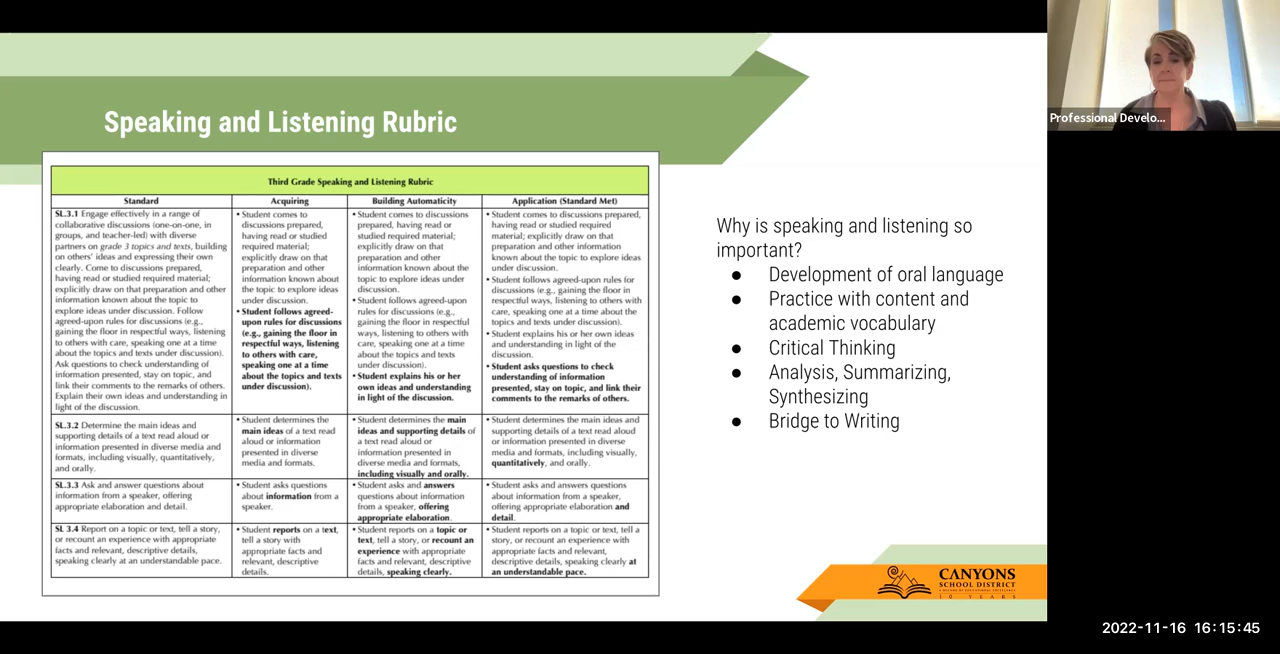 Speaking and Listening Rubric
Third Grade Speaking and Listening Rubric
Standard
Acquiring
Building Automaticity
Application (Standard Met)
SL.3.1 Engage effectively in a range of
collaborative discussions (one-on-one, in
groups, and teacher-led) with diverse
partners on grade 3 topics and texts, building
on others' ideas and expressing their own
clearly. Come to discussions prepared,
having read or studied required material;
explicitly draw on that preparation and other
information known about the topic to
explore ideas under discussion. Follow
agreed-upon rules for discussions (e.g.,
gaining the floor in respectful ways, listening
to others with care, speaking one at a time
about the topics and texts under discussion).
Ask questions to check understanding of
information presented, stay on topic, and
link their comments to the remarks of others.
Explain their own ideas and understanding in
light of the discussion.
• Student comes to
discussions prepared,
having read or studied
required material;
explicitly draw on that
preparation and other
information known about
the topic to explore ideas
under discussion.
• Student follows agreed-
upon rules for discussions
(e.g., gaining the floor in
respectful ways, listening
to others with care,
speaking one at a time
about the topics and texts
under discussion).
• Student comes to discussions
prepared, having read or
studied required material;
explicitly draw on that
preparation and other
information known about the
topic to explore ideas under
discussion.
• Student follows agreed-upon
rules for discussions (e.g.,
gaining the floor in respectful
ways, listening to others with
care, speaking one at a time
about the topics and texts
under discussion).
• Student explains his or her
own ideas and understanding
in light of the discussion.
• Student comes to discussions prepared,
having read or studied required
material; explicitly draw on that
preparation and other information
known about the topic to explore ideas
under discussion.
• Student follows agreed-upon rules for
discussions (e.g., gaining the floor in
respectful ways, listening to others with
care, speaking one at a time about the
topics and texts under discussion).
• Student explains his or her own ideas
and understanding in light of the
discussion.
• Student asks questions to check
understanding of information
presented, stay on topic, and link their
comments to the remarks of others.
SL.3.2 Determine the main ideas and
supporting details of a text read aloud or
information presented in diverse media and
formats, including visually, quantitatively,
and orally.
• Student determines the
main ideas of a text read
aloud or information
presented in diverse
media and formats.
• Student determines the main
ideas and supporting details of
a text read aloud or
information presented in
diverse media and formats,
including visually and orally.
• Student determines the main ideas and
supporting details of a text read aloud
or information presented in diverse
media and formats, including visually,
quantitatively, and orally.
SL.3.3 Ask and answer questions about
information from a speaker, offering
appropriate elaboration and detail.
• Student asks questions
about information from a
speaker.
• Student asks and answers
questions about information
from a speaker, offering
appropriate elaboration.
• Student asks and answers questions
about information from a speaker,
offering appropriate elaboration and
detail.
SL 3.4 Report on a topic or text, tell a story,
or recount an experience with appropriate
facts and relevant, descriptive details,
speaking clearly at an understandable pace.
• Student reports on a text,
tell a story with
appropriate facts and
relevant, descriptive
details.
• Student reports on a topic or
text, tell a story, or recount an
experience with appropriate
facts and relevant, descriptive
details, speaking clearly.
• Student reports on a topic or text, tell a
story, or recount an experience with
appropriate facts and relevant,
descriptive details, speaking clearly at
an understandable pace.
Why is speaking and listening so
important?
● Development of oral language
● Practice with content and
academic vocabulary
● Critical Thinking
● Analysis, Summarizing,
Synthesizing
● Bridge to Writing
CANYONS
SCHOOL DISTRICT
10 YEARS
Professional Develo...
2022-11-16 16:15:45